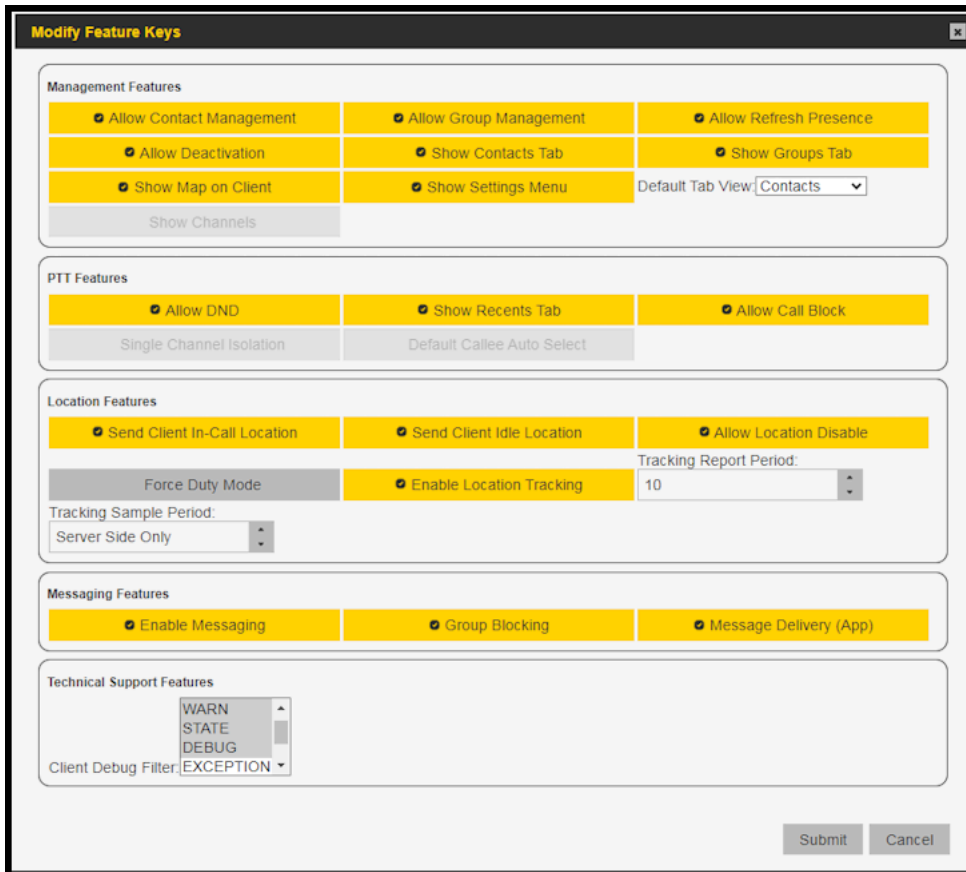 Modify Feature Keys
Management Features
Allow Contact Management Allow Group Management Allow Refresh Presence
Allow Deactivation Show Contacts Tab Show Groups Tab
Show Map on Client Show Settings Menu Default Tab View: Contacts
Show Channels
PTT Features
Allow DND Show Recents Tab Allow Call Block
Single Channel Isolation Default Callee Auto Select
Location Features
Send Client In-Call Location Send Client Idle Location Allow Location Disable
Tracking Report Period:
Force Duty Mode Enable Location Tracking 10
Tracking Sample Period:
Server Side Only
Messaging Features
Enable Messaging Group Blocking Message Delivery (App)
Technical Support Features
WARN
STATE
DEBUG
Client Debug Filter: EXCEPTION
Submit Cancel